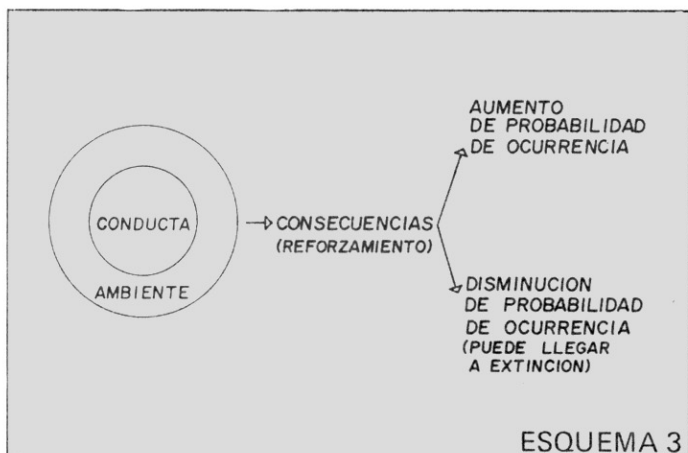 CONDUCTA
AMBIENTE
CONSECUENCIAS
(REFORZAMIENTO)
AUMENTO
DE PROBABILIDAD
DE OCURRENCIA
DISMINUCION
DE PROBABILIDAD
DE OCURRENCIA
(PUEDE LLEGAR
A EXTINCION)
ESQUEMA 3